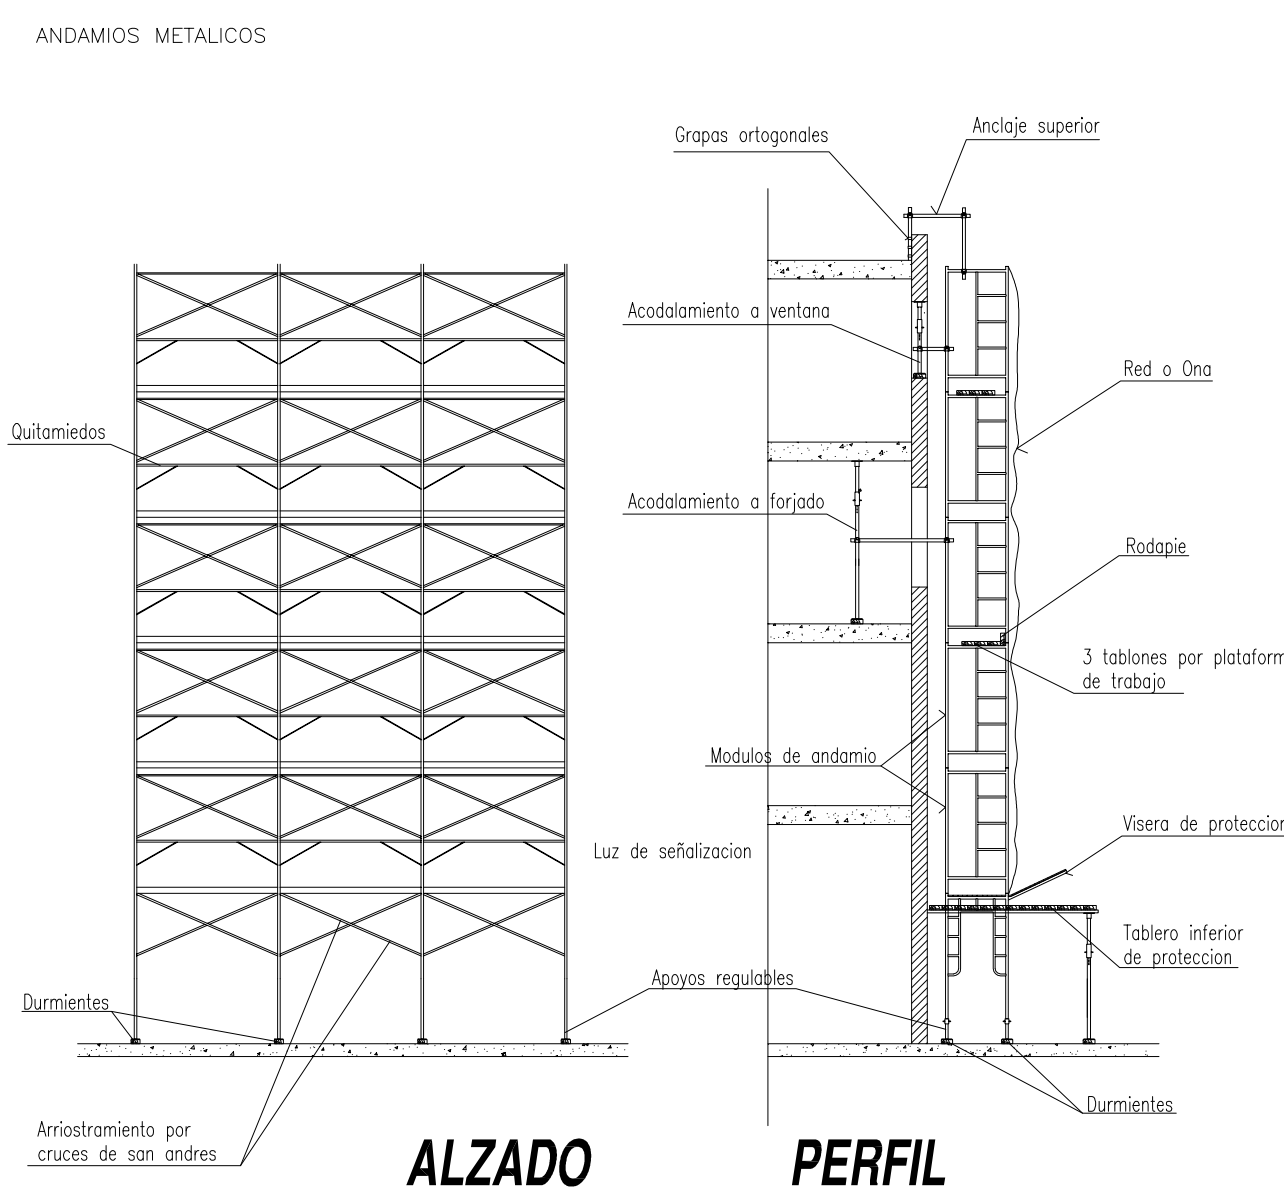 ANDAMIOS METALICOS
Grapas ortogonales
Anclaje superior
Acodalamiento a ventana
Red o Ona
Quitamiedos
Acodalamiento a forjado
Rodapie
3 tablones por plataform
de trabajo
Modulos de andamio
Visera de proteccion
Luz de señalizacion
Tablero inferior
de proteccion
Apoyos regulables
Durmientes
Durmientes
Arriostramiento por
cruces de san andres
ALZADO
PERFIL